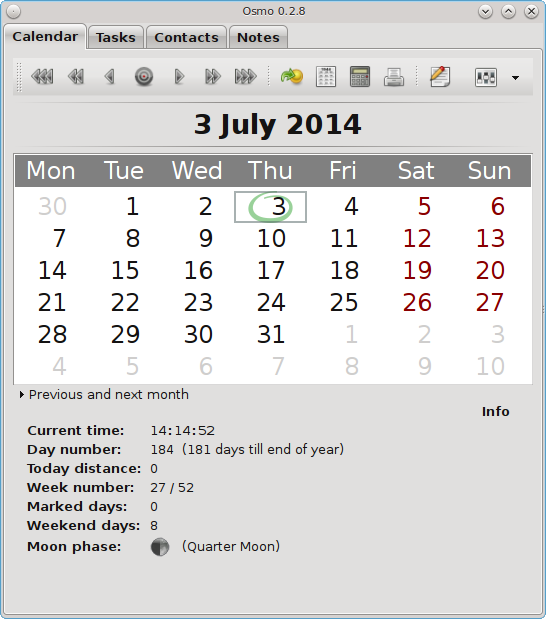 Osmo 0.2.8
Calendar Tasks Contacts Notes
3 July 2014
Mon Tue Wed Thu Fri Sat Sun
30 1 2 3 4 5 6
7 8 9 10 11 12 13
14 15 16 17 18 19 20
21 22 23 24 25 26 27
28 29 30 31 1 2 3
4 5 6 7 8 9 10
Previous and next month
Info
Current time: 14:14:52
Day number: 184 (181 days till end of year)
Today distance: 0
Week number: 27 / 52
Marked days: 0
Weekend days: 8
Moon phase: (Quarter Moon)